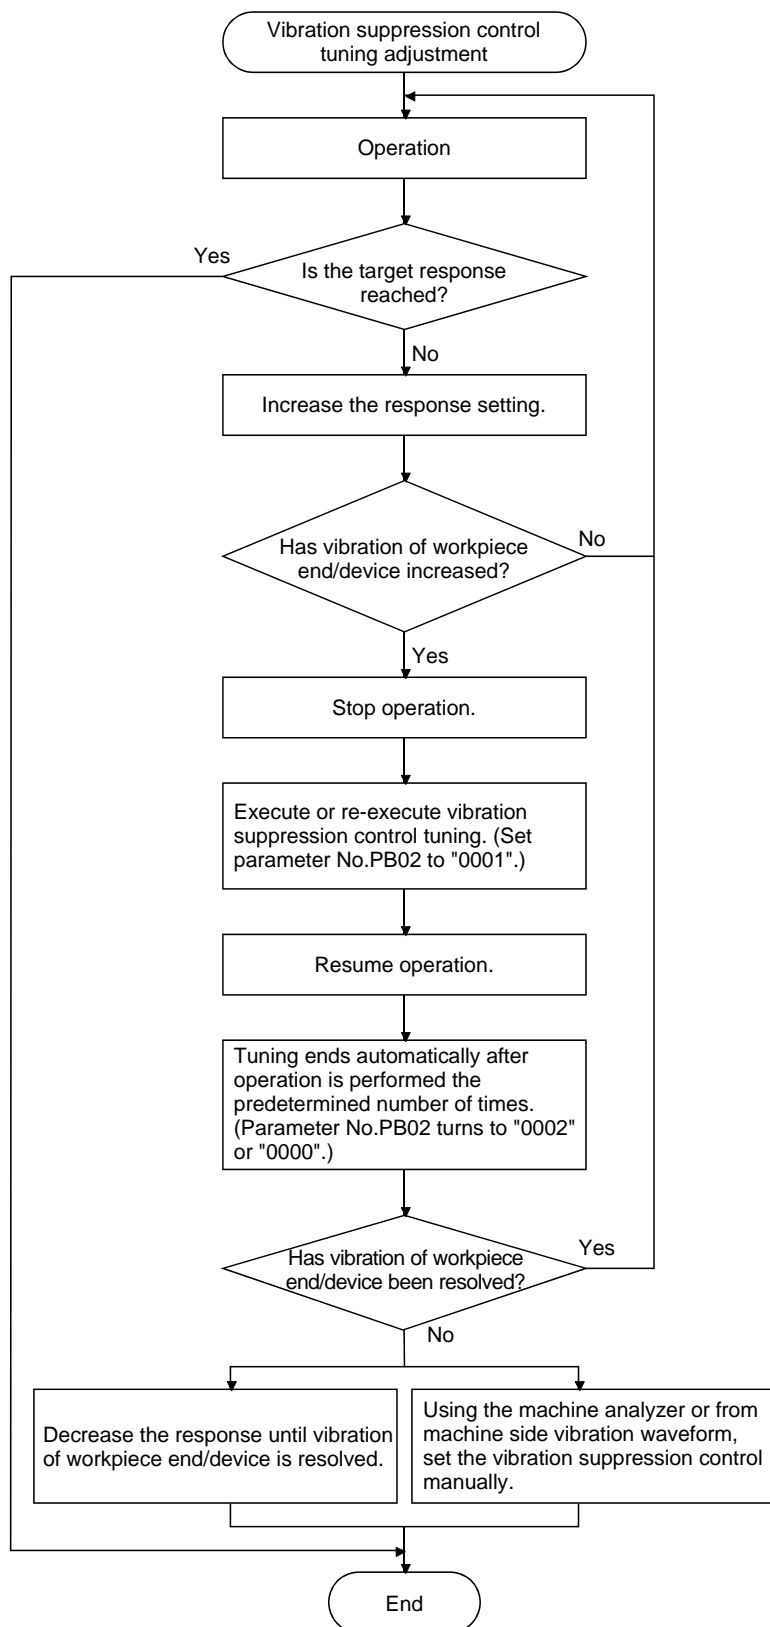 Vibration suppression control
tuning adjustment
Operation
Yes
Is the target response
reached?
No
Increase the response setting.
Has vibration of workpiece
end/device increased?
No
Yes
Stop operation.
Execute or re-execute vibration
suppression control tuning. (Set
parameter No.PB02 to "0001".)
Resume operation.
Tuning ends automatically after
operation is performed the
predetermined number of times.
(Parameter No.PB02 turns to "0002"
or "0000".)
Has vibration of workpiece
end/device been resolved?
Yes
No
Decrease the response until vibration
of workpiece end/device is resolved.
Using the machine analyzer or from
machine side vibration waveform,
set the vibration suppression control
manually.
End